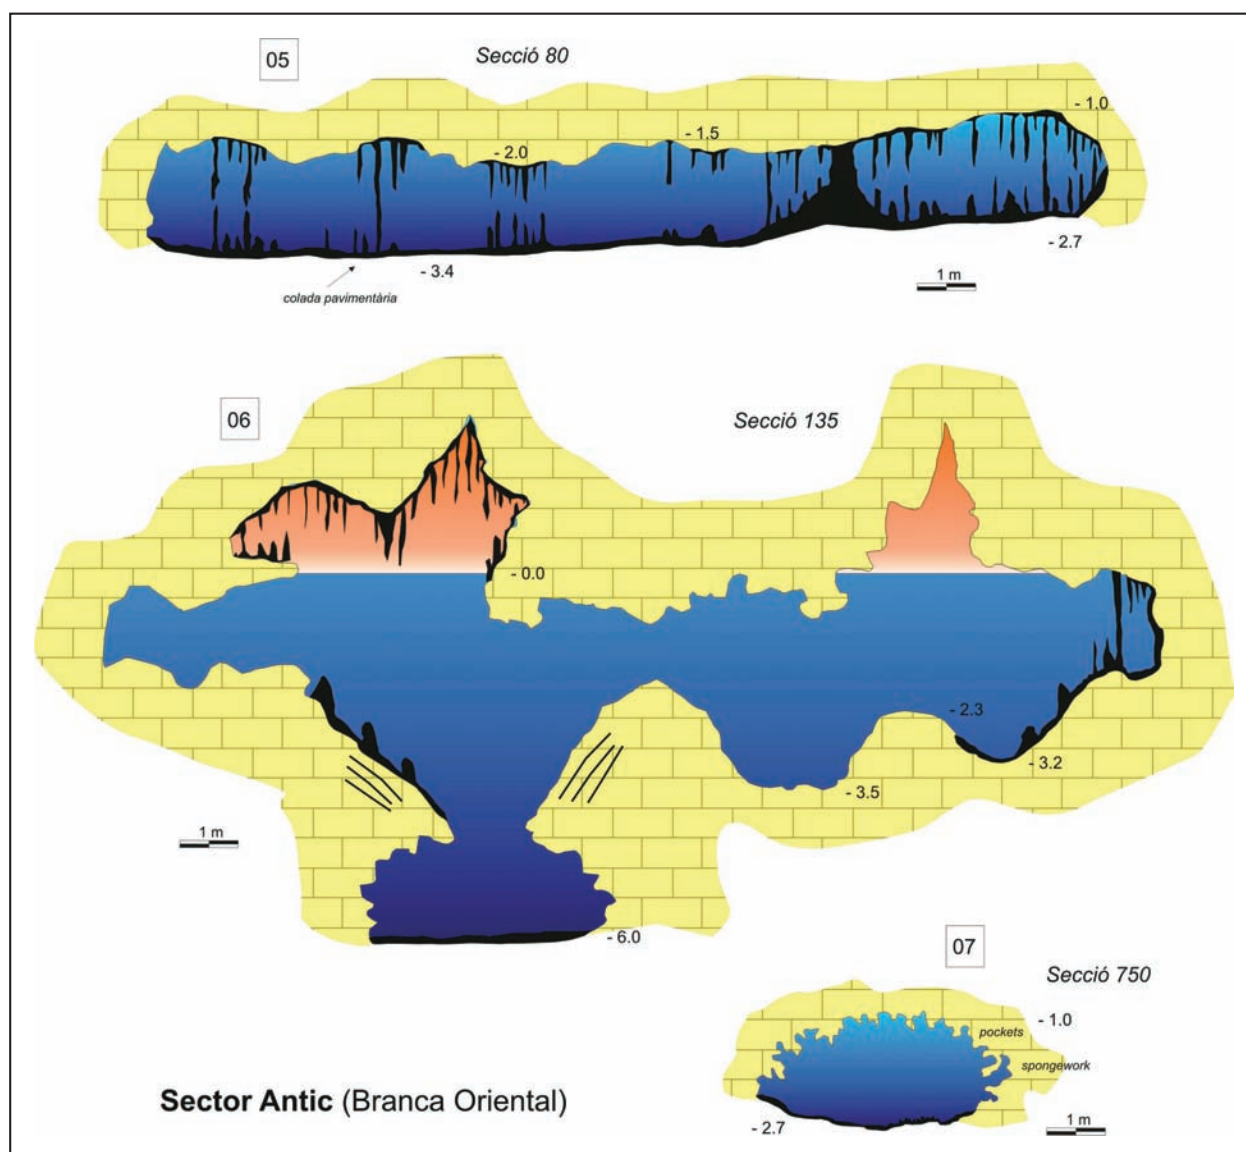 05
Secció 80
- 1.0
- 1.5
- 2.0
- 2.7
- 3.4
1 m
colada pavimentària
06
Secció 135
- 0.0
- 2.3
- 3.2
- 3.5
1 m
- 6.0
07
Secció 750
- 1.0
pockets
spongework
Sector Antic (Branca Oriental)
- 2.7
1 m